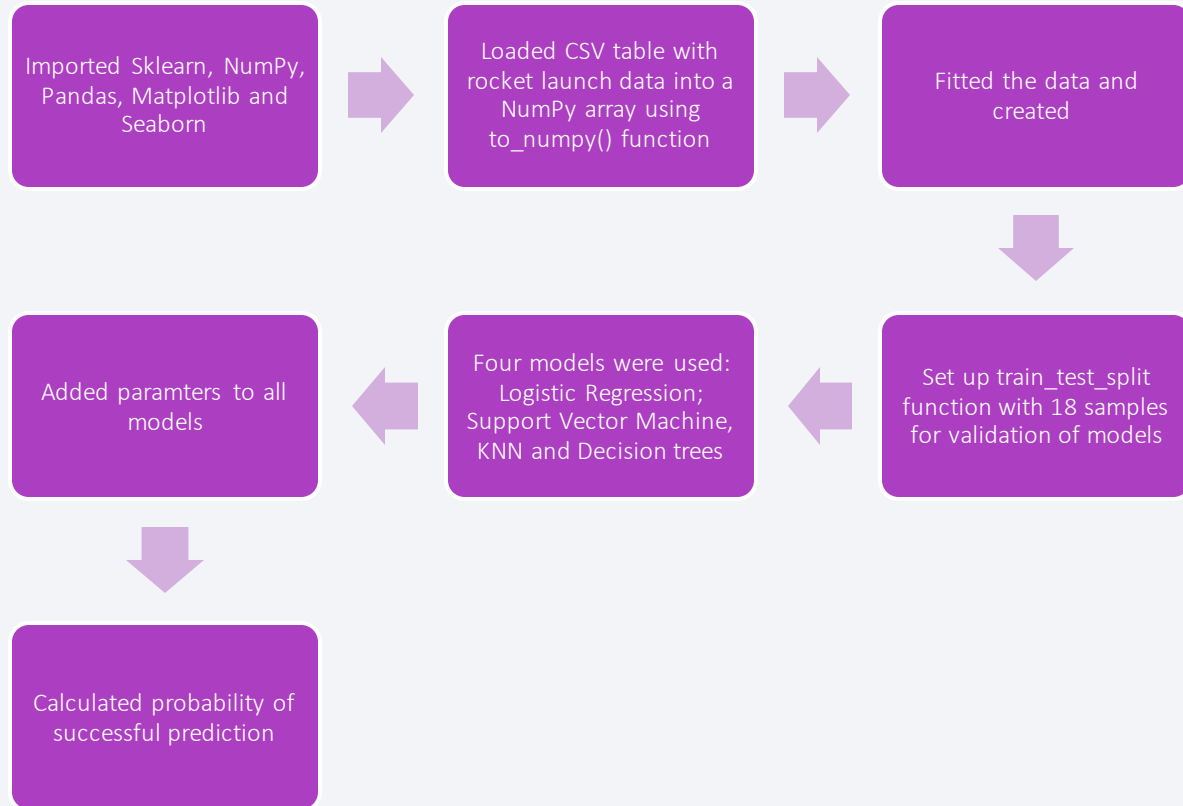 Imported Sklearn, NumPy,
Pandas, Matplotlib and
Seaborn
Loaded CSV table with
rocket launch data into a
NumPy array using
to_numpy() function
Fitted the data and
created
Set up train_test_split
function with 18 samples
for validation of models
Four models were used:
Logistic Regression;
Support Vector Machine,
KNN and Decision trees
Added paramters to all
models
Calculated probability of
successful prediction